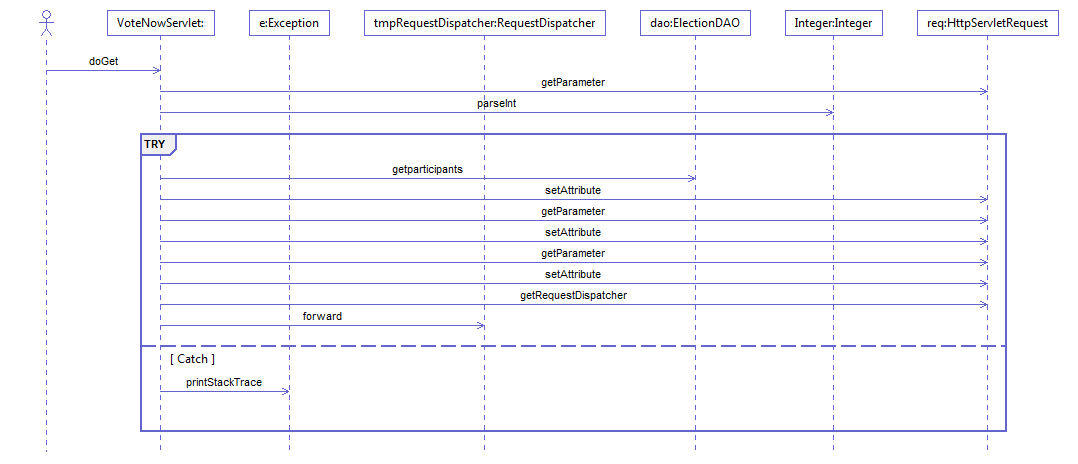 VoteNowServlet:
e:Exception
tmpRequestDispatcher:RequestDispatcher
dao:ElectionDAO
Integer:Integer
req:HttpServletRequest
doGet
getParameter
parseInt
TRY
getparticipants
setAttribute
getParameter
setAttribute
getParameter
setAttribute
getRequestDispatcher
forward
[ Catch ]
printStackTrace